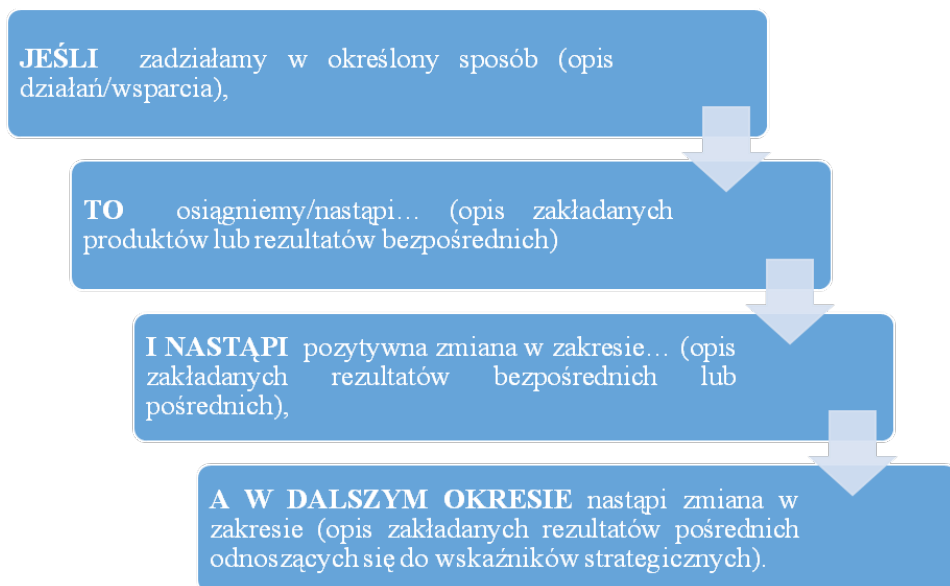 JEŚLI zadziałamy w określony sposób (opis
działań/wsparcia),
TO osiągniemy/nastąpi… (opis zakładanych
produktów lub rezultatów bezpośrednich)
I NASTĄPI pozytywna zmiana w zakresie… (opis
zakładanych rezultatów bezpośrednich lub
pośrednich),
A W DALSZYM OKRESIE nastąpi zmiana w
zakresie (opis zakładanych rezultatów pośrednich
odnoszących się do wskaźników strategicznych).